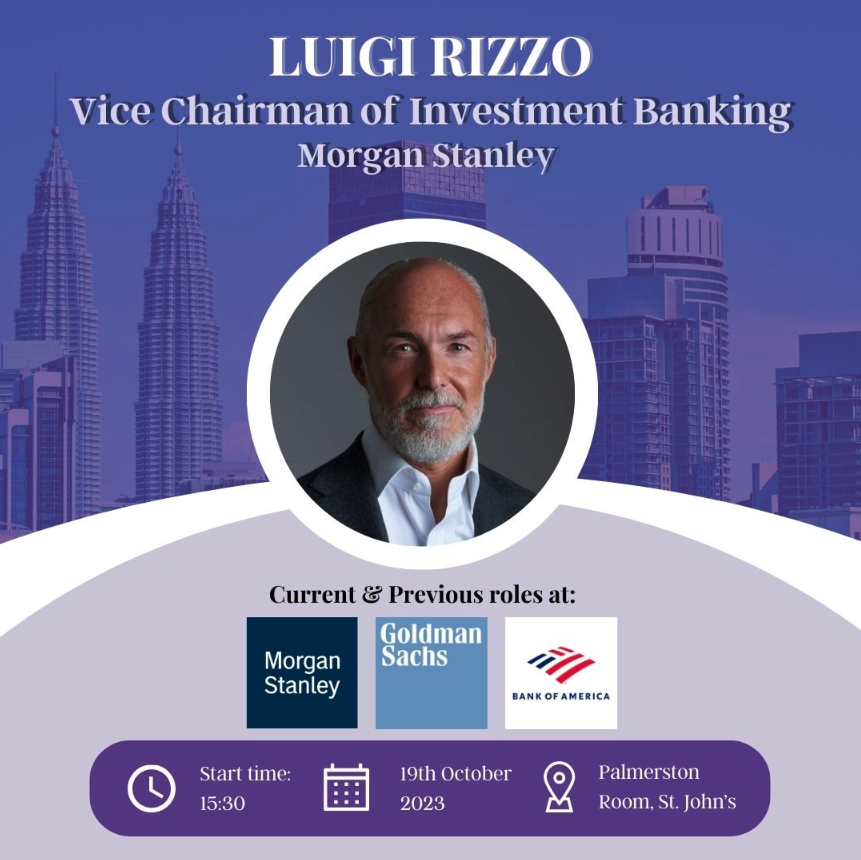 LUIGI RIZZO
Vice Chairman of Investment Banking
Morgan Stanley
Current & Previous roles at:
Morgan
Stanley
Goldman
Sachs
BANK OF AMERICA
Start time:
15:30
19th October
2023
Palmerston
Room, St. John's